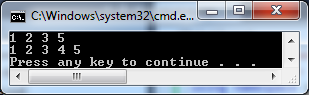 C:\Windows\system32\cmd.e...
1 2 3 5
1 2 3 4 5
Press any key to continue . . .